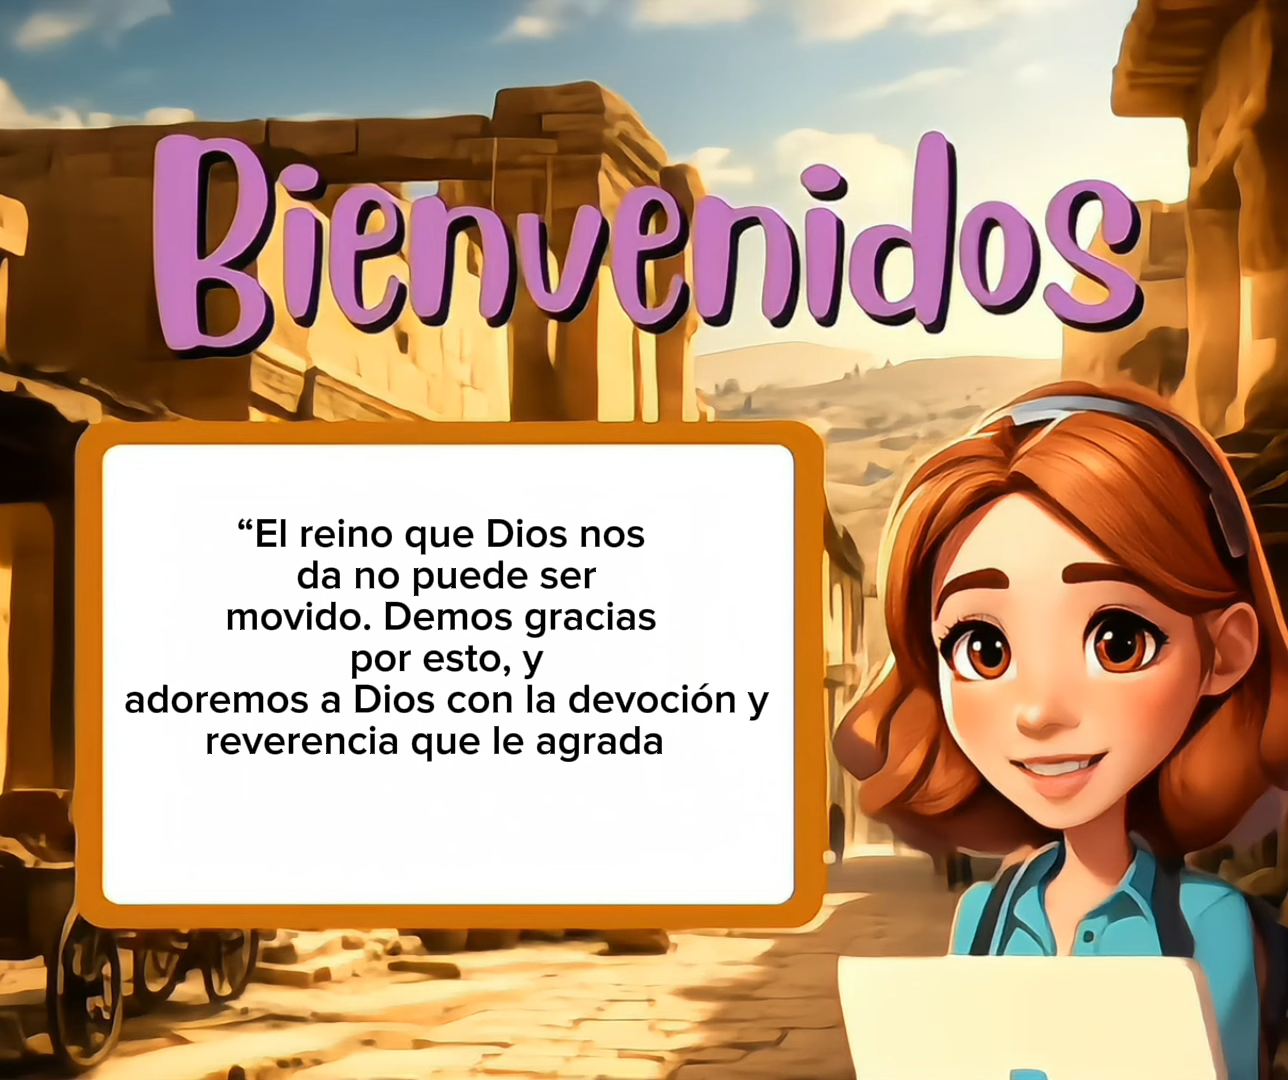 Bienvenidos
“El reino que Dios nos
da no puede ser
movido. Demos gracias
por esto, y
adoremos a Dios con la devoción y
reverencia que le agrada